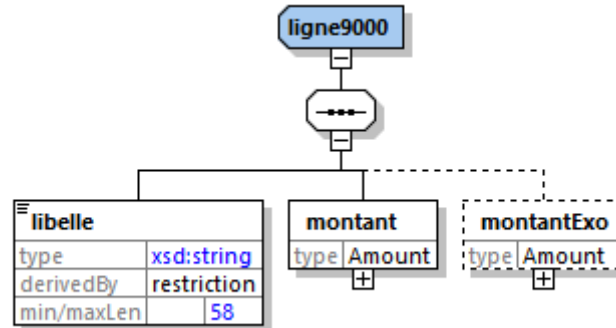 ligne9000
libelle
type xsd:string
derivedBy restriction
min/maxLen 58
montant
type Amount
montantExo
type Amount